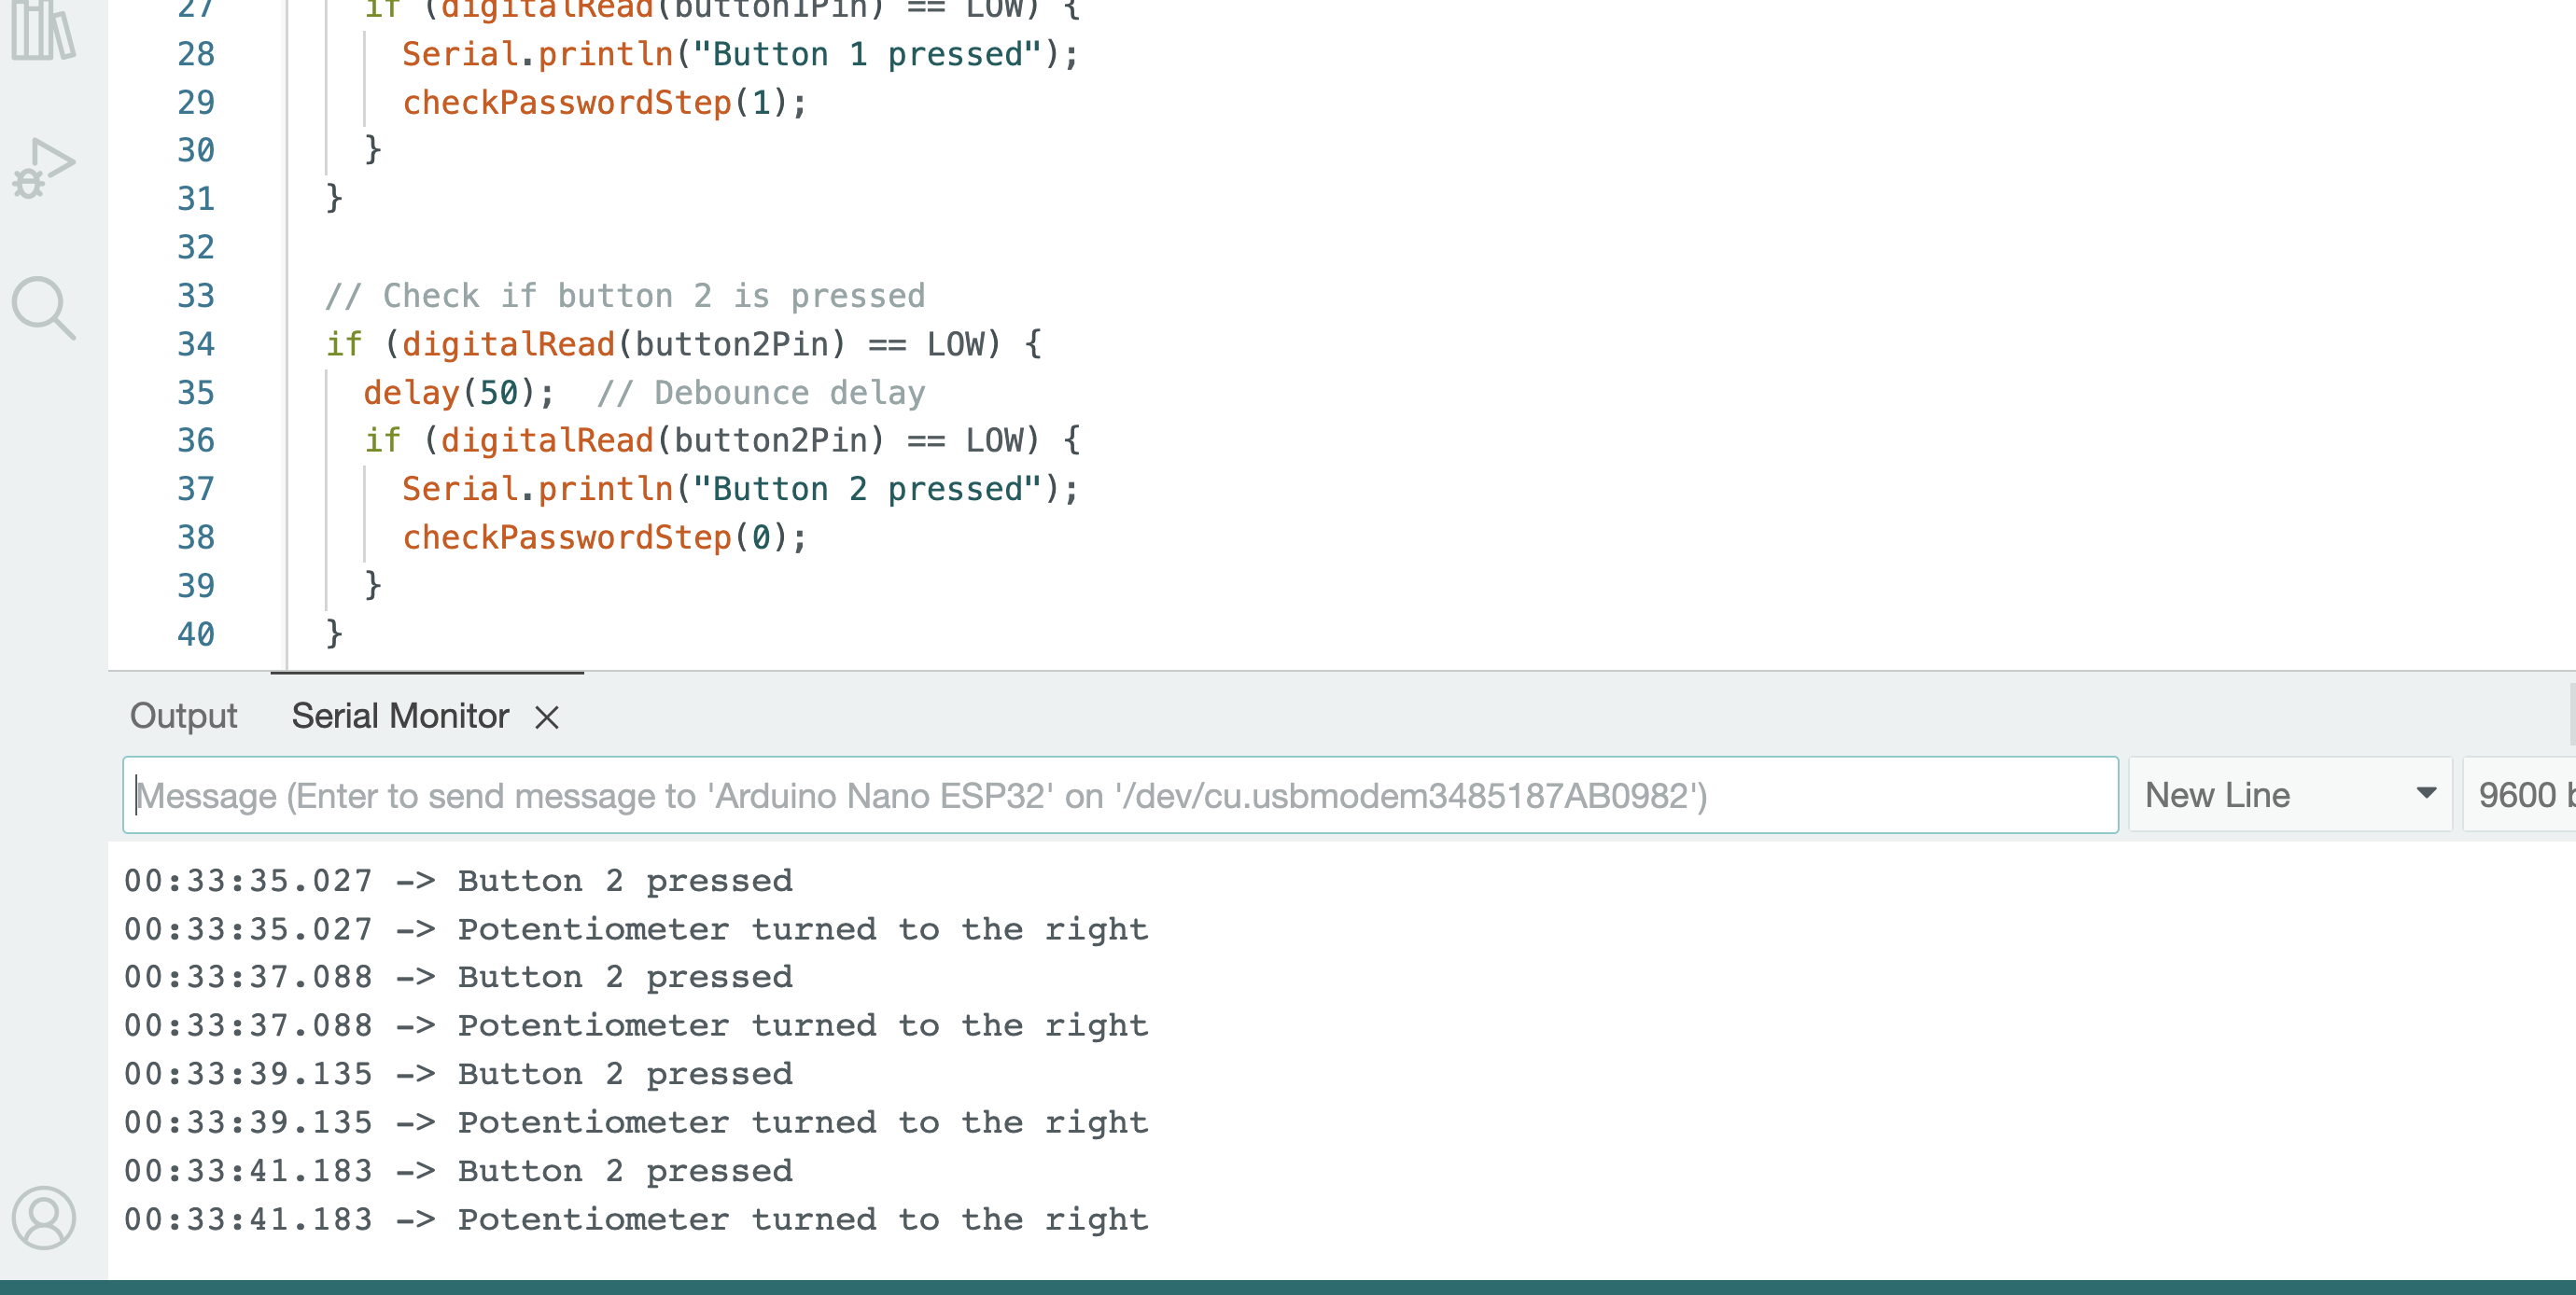 27 if (digitalRead(button1Pin) == LOW) {
28 Serial.println("Button 1 pressed");
29 checkPasswordStep(1);
30 }
31 }
32
33 // Check if button 2 is pressed
34 if (digitalRead(button2Pin) == LOW) {
35 delay(50);  // Debounce delay
36 if (digitalRead(button2Pin) == LOW) {
37 Serial.println("Button 2 pressed");
38 checkPasswordStep(0);
39 }
40 }
Output Serial Monitor
Message (Enter to send message to 'Arduino Nano ESP32' on '/dev/cu.usbmodem3485187AB0982') New Line 9600 b
00:33:35.027 -> Button 2 pressed
00:33:35.027 -> Potentiometer turned to the right
00:33:37.088 -> Button 2 pressed
00:33:37.088 -> Potentiometer turned to the right
00:33:39.135 -> Button 2 pressed
00:33:39.135 -> Potentiometer turned to the right
00:33:41.183 -> Button 2 pressed
00:33:41.183 -> Potentiometer turned to the right